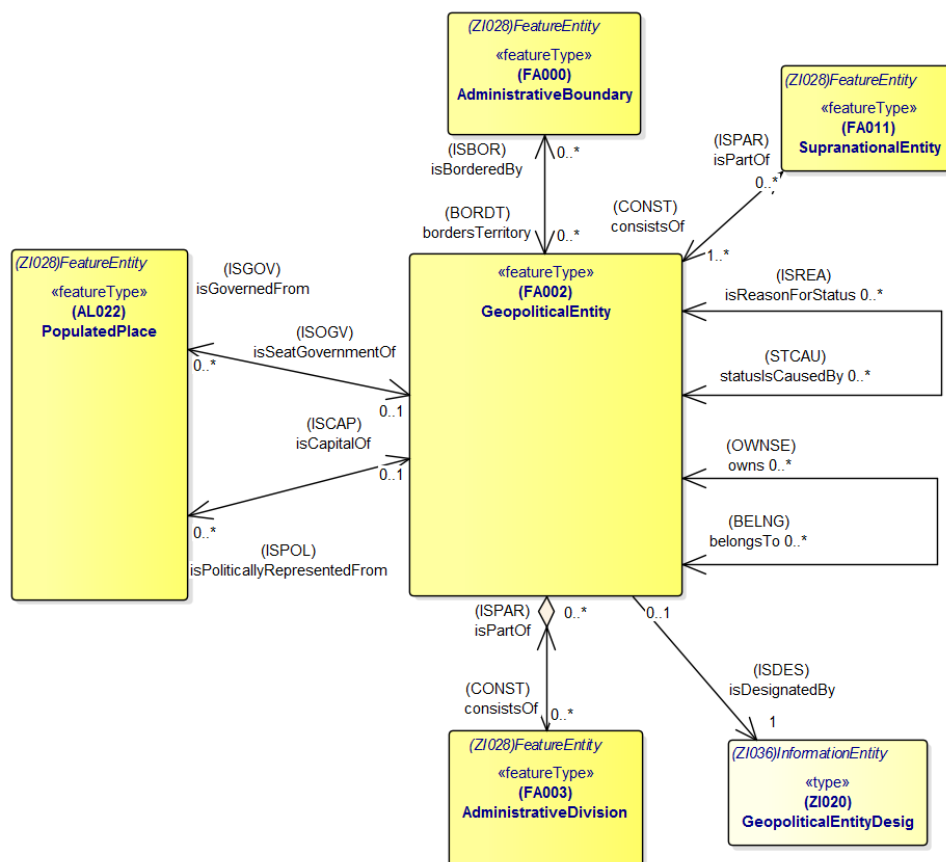 (ZI028)FeatureEntity
«featureType»
(FA000)
AdministrativeBoundary
(ZI028)FeatureEntity
«featureType»
(FA011)
SupranationalEntity
(ISBOR)
isBorderedBy
0..*
(ISPAR)
isPartOf
0..*
(BORDT)
bordersTerritory
0..*
(CONST)
consistsOf
1..*
(ZI028)FeatureEntity
«featureType»
(AL022)
PopulatedPlace
(ISGOV)
isGovernedFrom
«featureType»
(FA002)
GeopoliticalEntity
(ISREA)
isReasonForStatus 0..*
(ISOGV)
isSeatGovernmentOf
0..*
0..1
(STCAU)
statusIsCausedBy 0..*
(ISCAP)
isCapitalOf
0..1
(OWNSE)
owns 0..*
0..*
(ISPOL)
isPoliticallyRepresentedFrom
(BELNG)
belongsTo 0..*
(ISPAR)
isPartOf
0..*
0..1
(CONST)
consistsOf
0..*
(ISDES)
isDesignatedBy
1
(ZI028)FeatureEntity
«featureType»
(FA003)
AdministrativeDivision
(ZI036)InformationEntity
«type»
(ZI020)
GeopoliticalEntityDesig